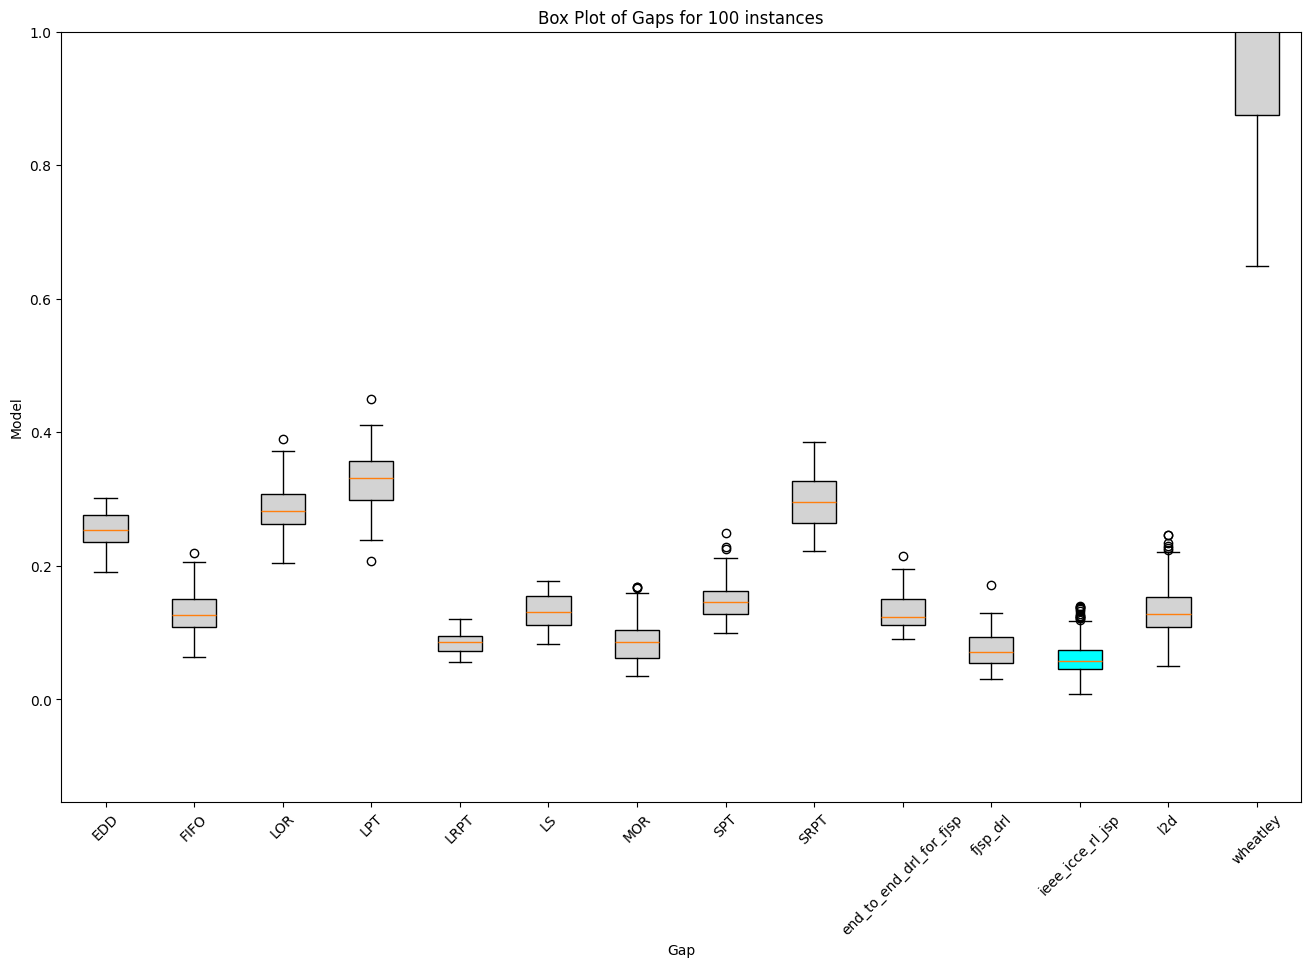 Box Plot of Gaps for 100 instances
1.0
0.8
0.6
0.4
0.2
0.0
Model
EDD
FIFO
LOR
LPT
LRPT
LS
MOR
SPT
SRPT
end_to_end_drl_for_fjsp
fjsp_drl
ieee_icce_rl_jsp
l2d
wheatley
Gap